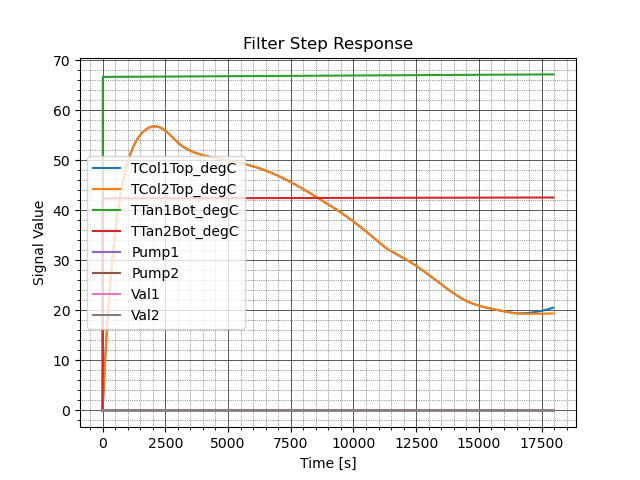 Filter Step Response
70
60
50
40
30
20
10
0
Signal Value
TCol1Top_degC
TCol2Top_degC
TTan1Bot_degC
TTan2Bot_degC
Pump1
Pump2
Val1
Val2
0 2500 5000 7500 10000 12500 15000 17500
Time [s]